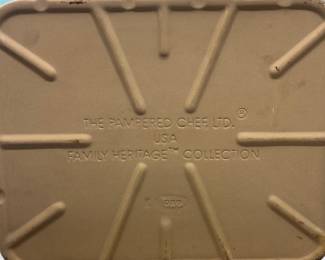 THE PAMPERED CHEF, LTD.®
USA
FAMILY HERITAGE™ COLLECTION